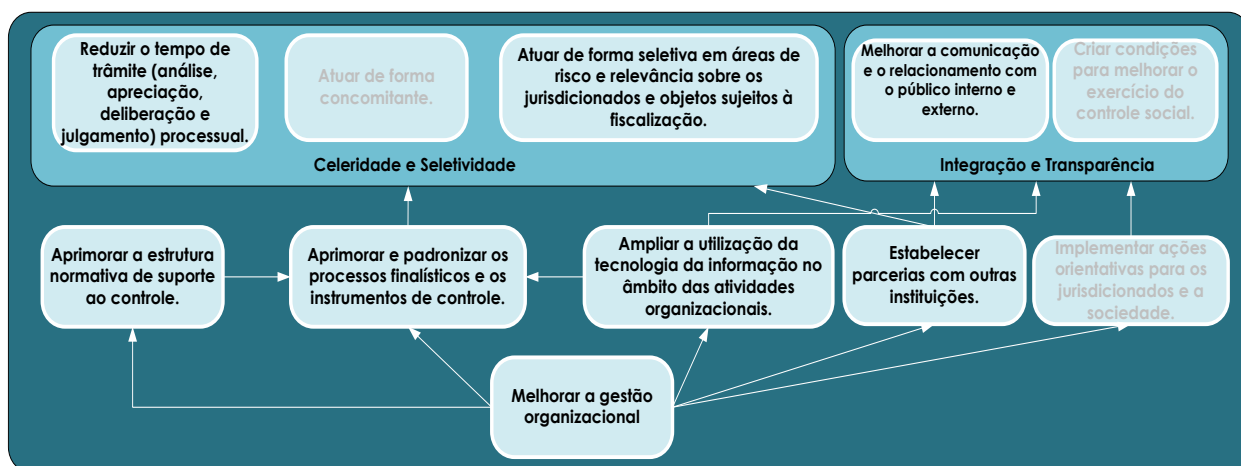 Reduzir o tempo de
trâmite (análise,
apreciação,
deliberação e
julgamento) processual.
Atuar de forma
concomitante.
Atuar de forma seletiva em áreas de
risco e relevância sobre os
jurisdicionados e objetos sujeitos à
fiscalização.
Celeridade e Seletividade
Melhorar a comunicação
e o relacionamento com
o público interno e
externo.
Criar condições
para melhorar o
exercício do
controle social.
Integração e Transparência
Aprimorar a estrutura
normativa de suporte
ao controle.
Aprimorar e padronizar os
processos finalísticos e os
instrumentos de controle.
Ampliar a utilização da
tecnologia da informação no
âmbito das atividades
organizacionais.
Estabelecer
parcerias com outras
instituições.
Implementar ações
orientativas para os
jurisdicionados e a
sociedade.
Melhorar a gestão
organizacional